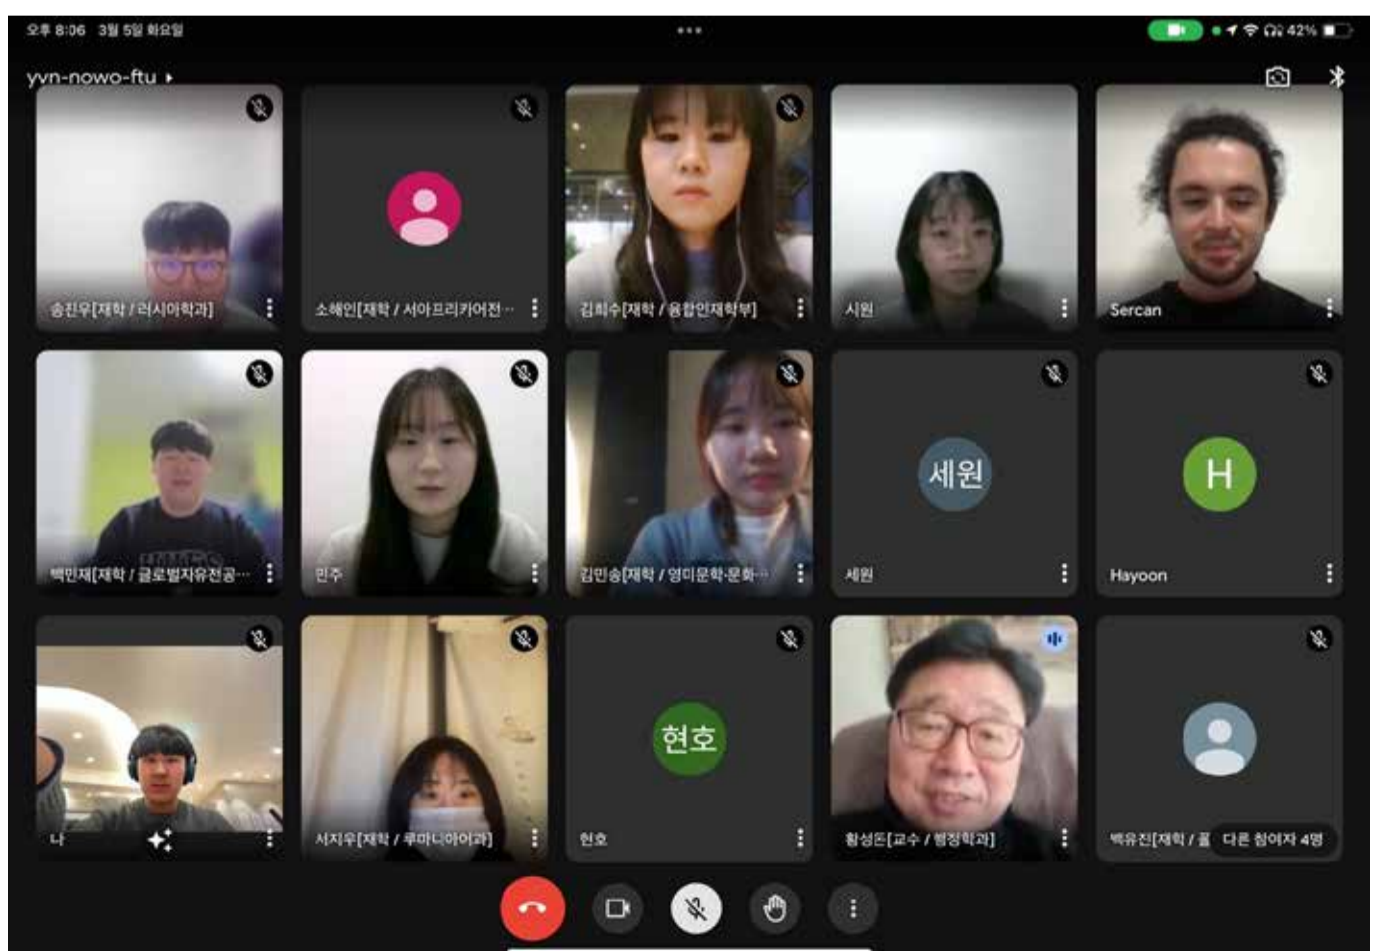 오후 8:06 3월 5일 화요일
42%
yvn-nowo-ftu
송진우[재학 / 러시아학과]
소해인[재학 / 서아프리카어전…
김희수[재학 / 융합인재학부]
시원
Sercan
백민재[재학 / 글로벌자유전공…
민주
김민송[재학 / 영미문학·문화…
세원
세원
H
Hayoon
나
서지우[재학 / 루마니아어과]
현호
현호
황성돈[교수 / 행정학과]
백유진[재학 /
다른 참여자 4명